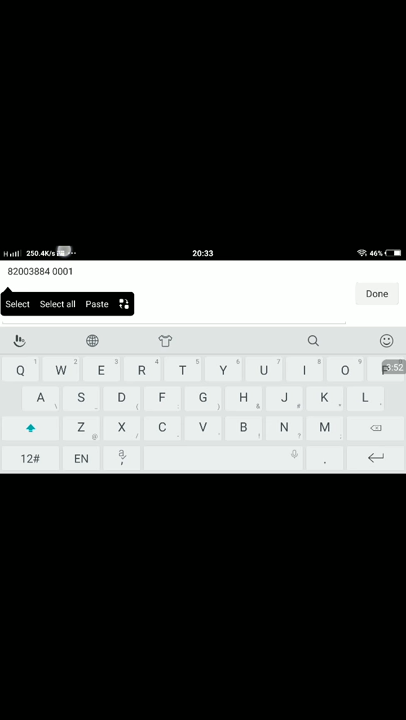 250.4K/s 20:33 46%
82003884 0001
Select Select all Paste
Done
Q 1 W 2 E 3 R 4 T 5 Y 6 U 7 I 8 O 9
3:52
A \ S _ D ( F : G ) H & J # K * L "
Z @ X / C - V ' B ! N ? M ;
12# EN a , .